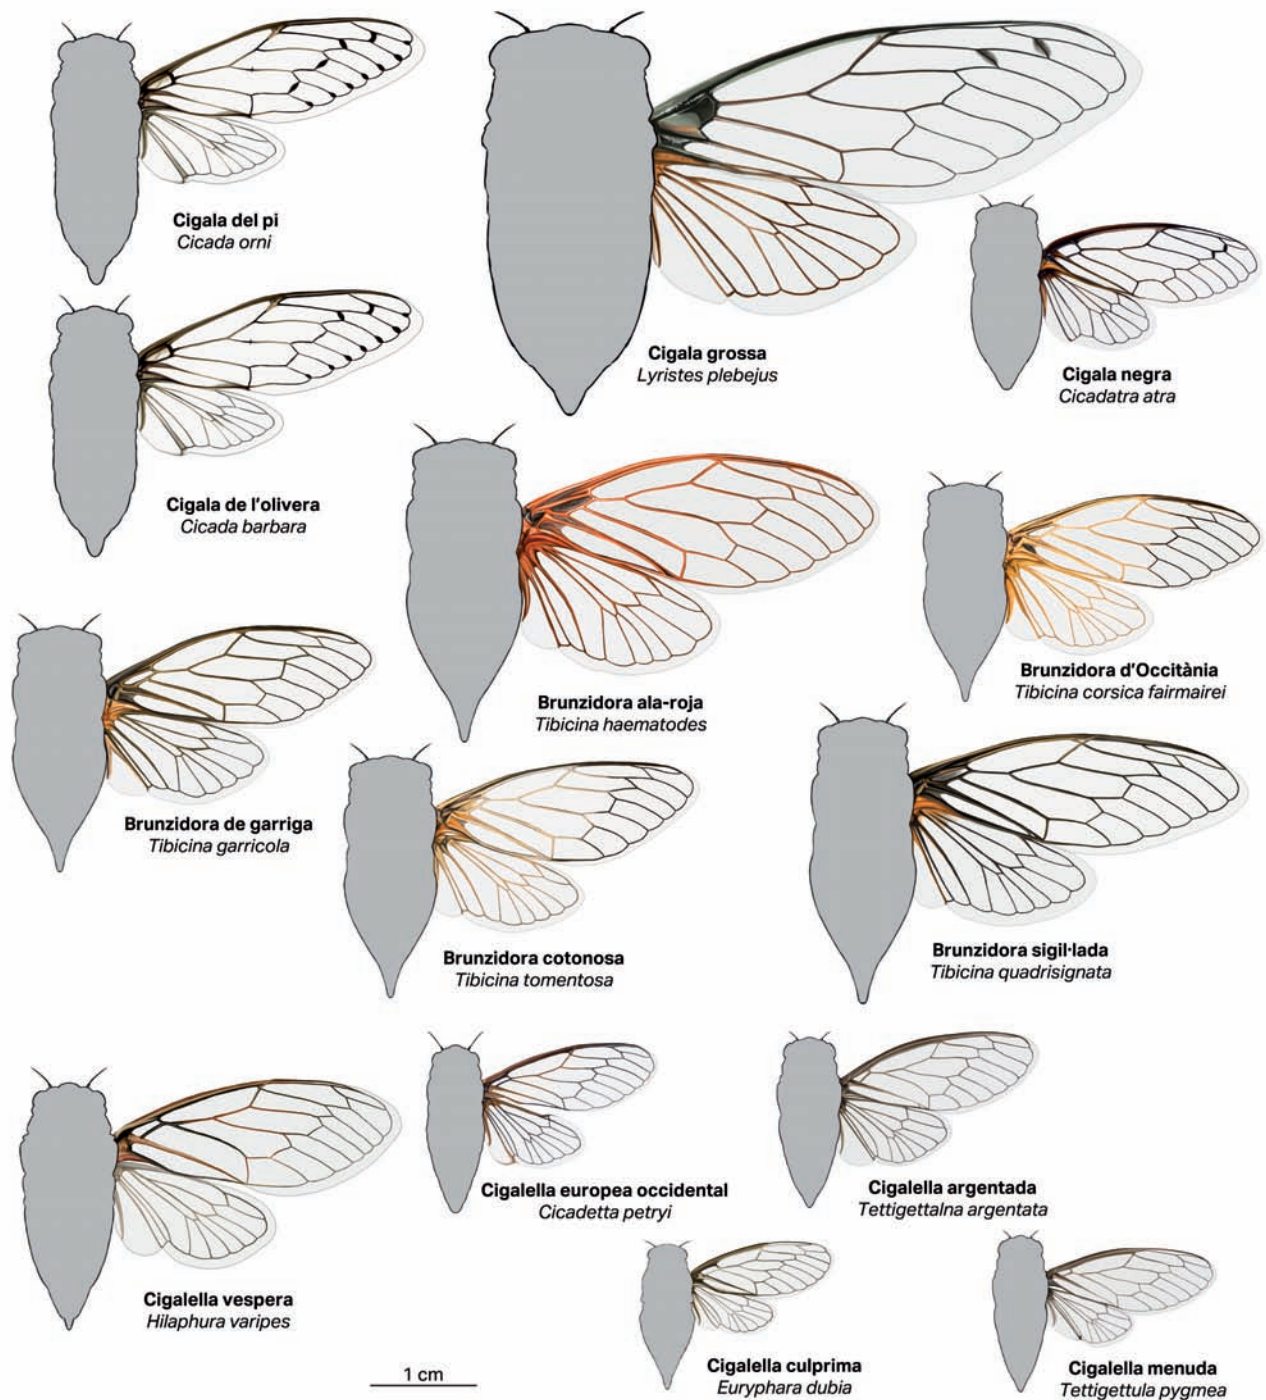 Cigala del pi
Cicada orni
Cigala grossa
Lyristes plebejus
Cigala negra
Cicadatra atra
Cigala de l'olivera
Cicada barbara
Brunzidora ala-roja
Tibicina haematodes
Brunzidora d'Occitània
Tibicina corsica fairmairei
Brunzidora de garriga
Tibicina garricola
Brunzidora cotonosa
Tibicina tomentosa
Brunzidora sigil·lada
Tibicina quadrisignata
Cigalella europea occidental
Cicadetta petryi
Cigalella argentada
Tettigettalna argentata
Cigalella vespera
Hilaphura varipes
Cigalella culprima
Euryphara dubia
Cigalella menuda
Tettigettula pygmea
1 cm